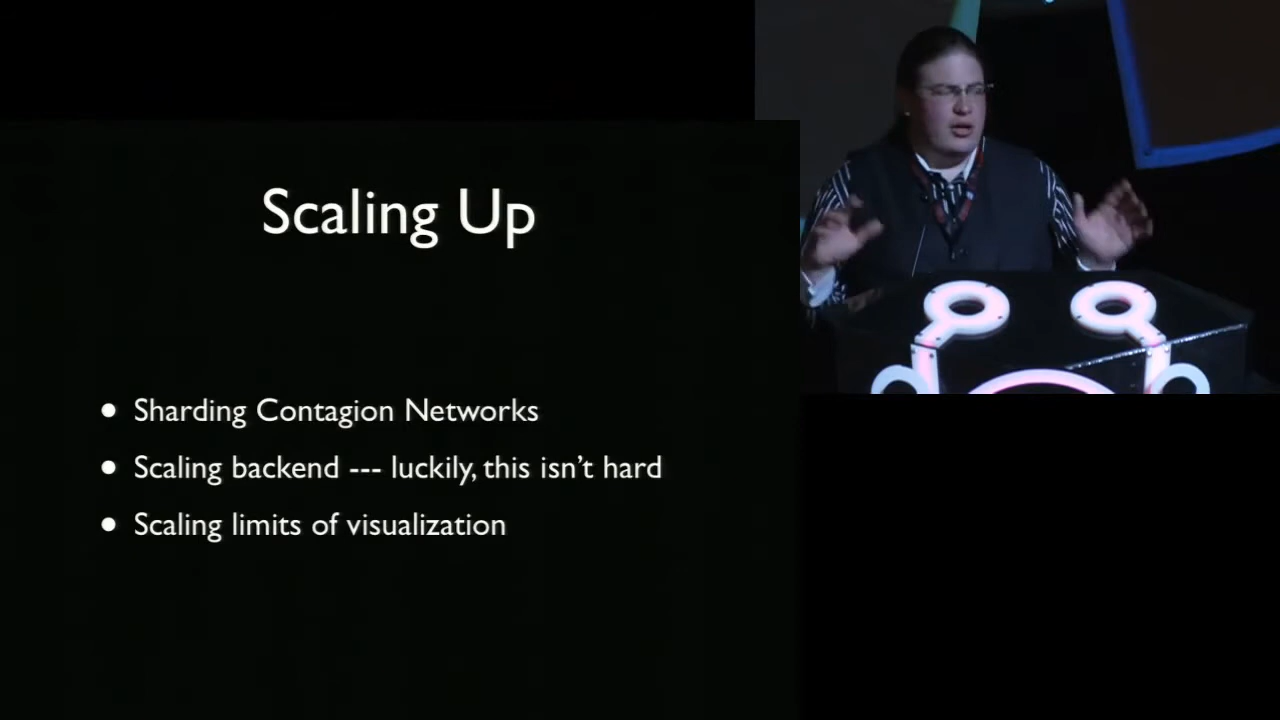 Scaling Up
• Sharding Contagion Networks
• Scaling backend --- luckily, this isn't hard
• Scaling limits of visualization